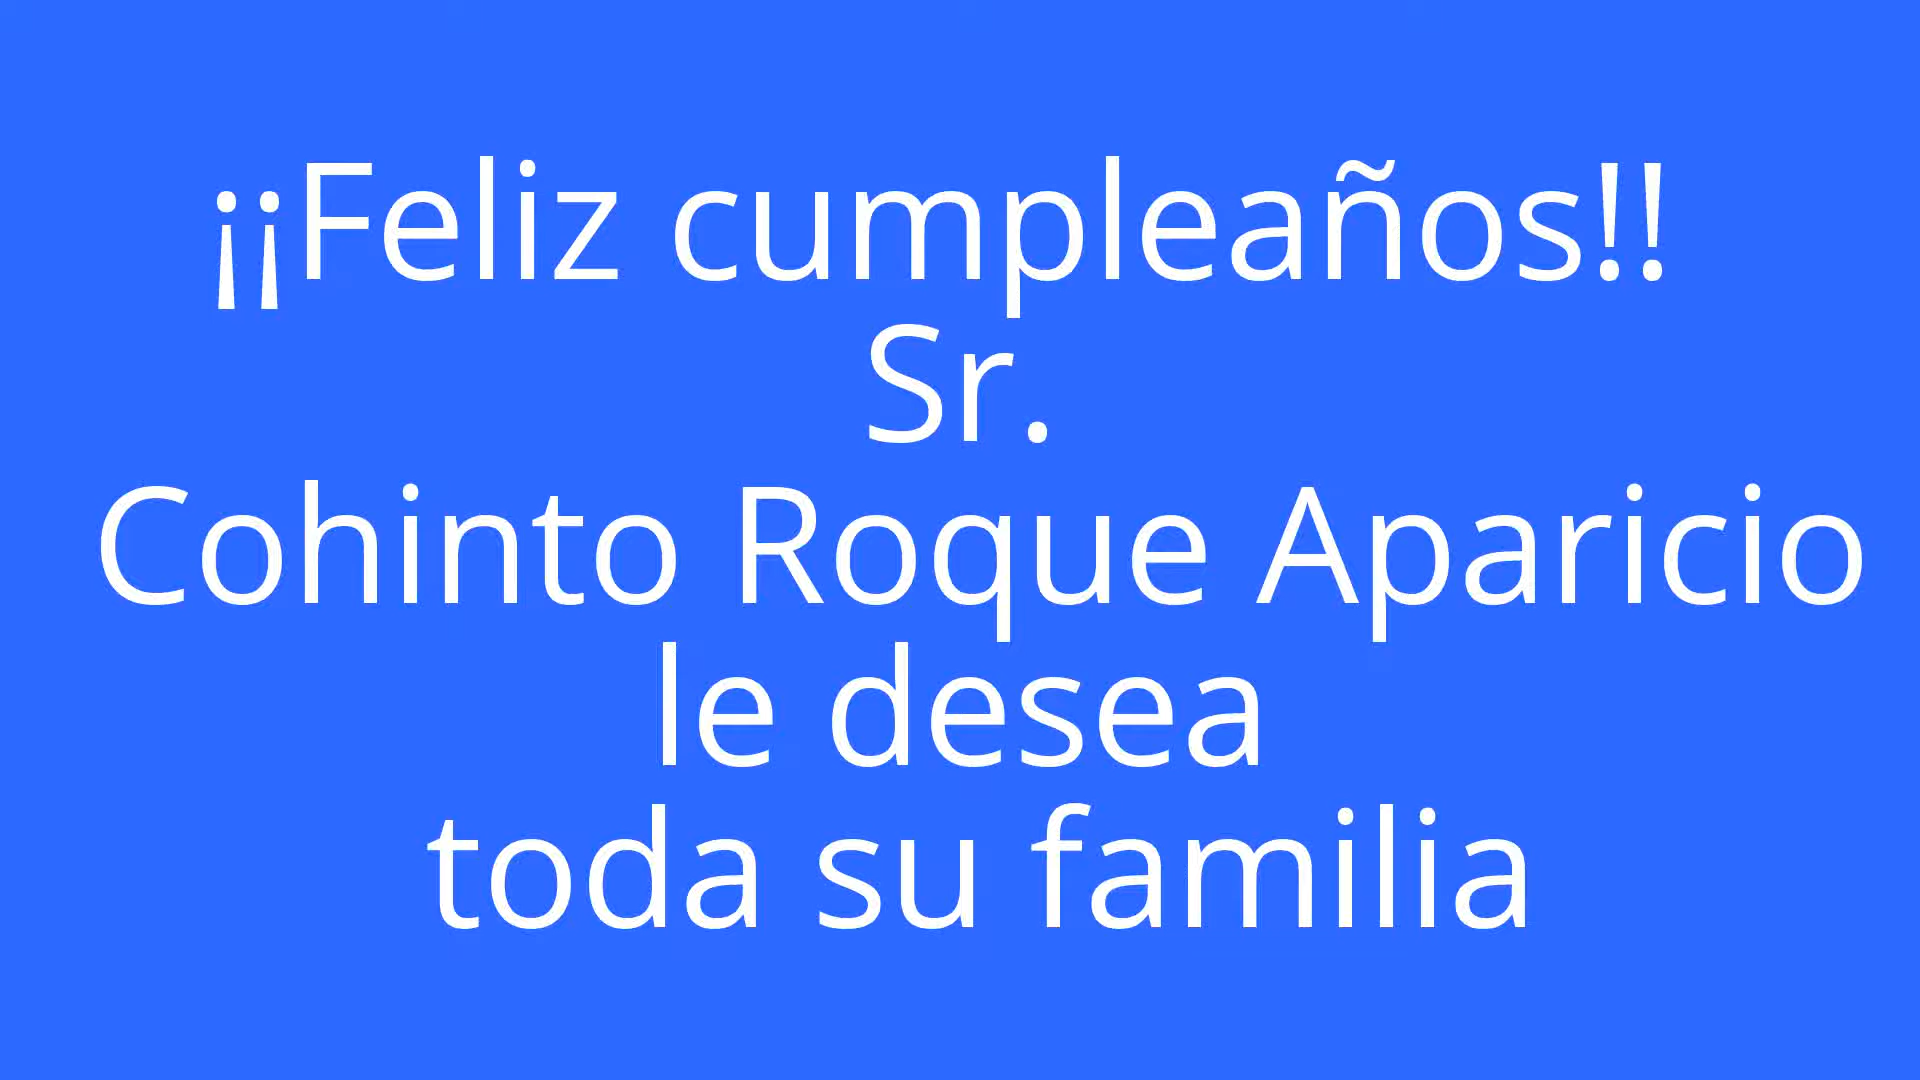 ¡¡Feliz cumpleaños!!
Sr.
Cohinto Roque Aparicio
le desea
toda su familia